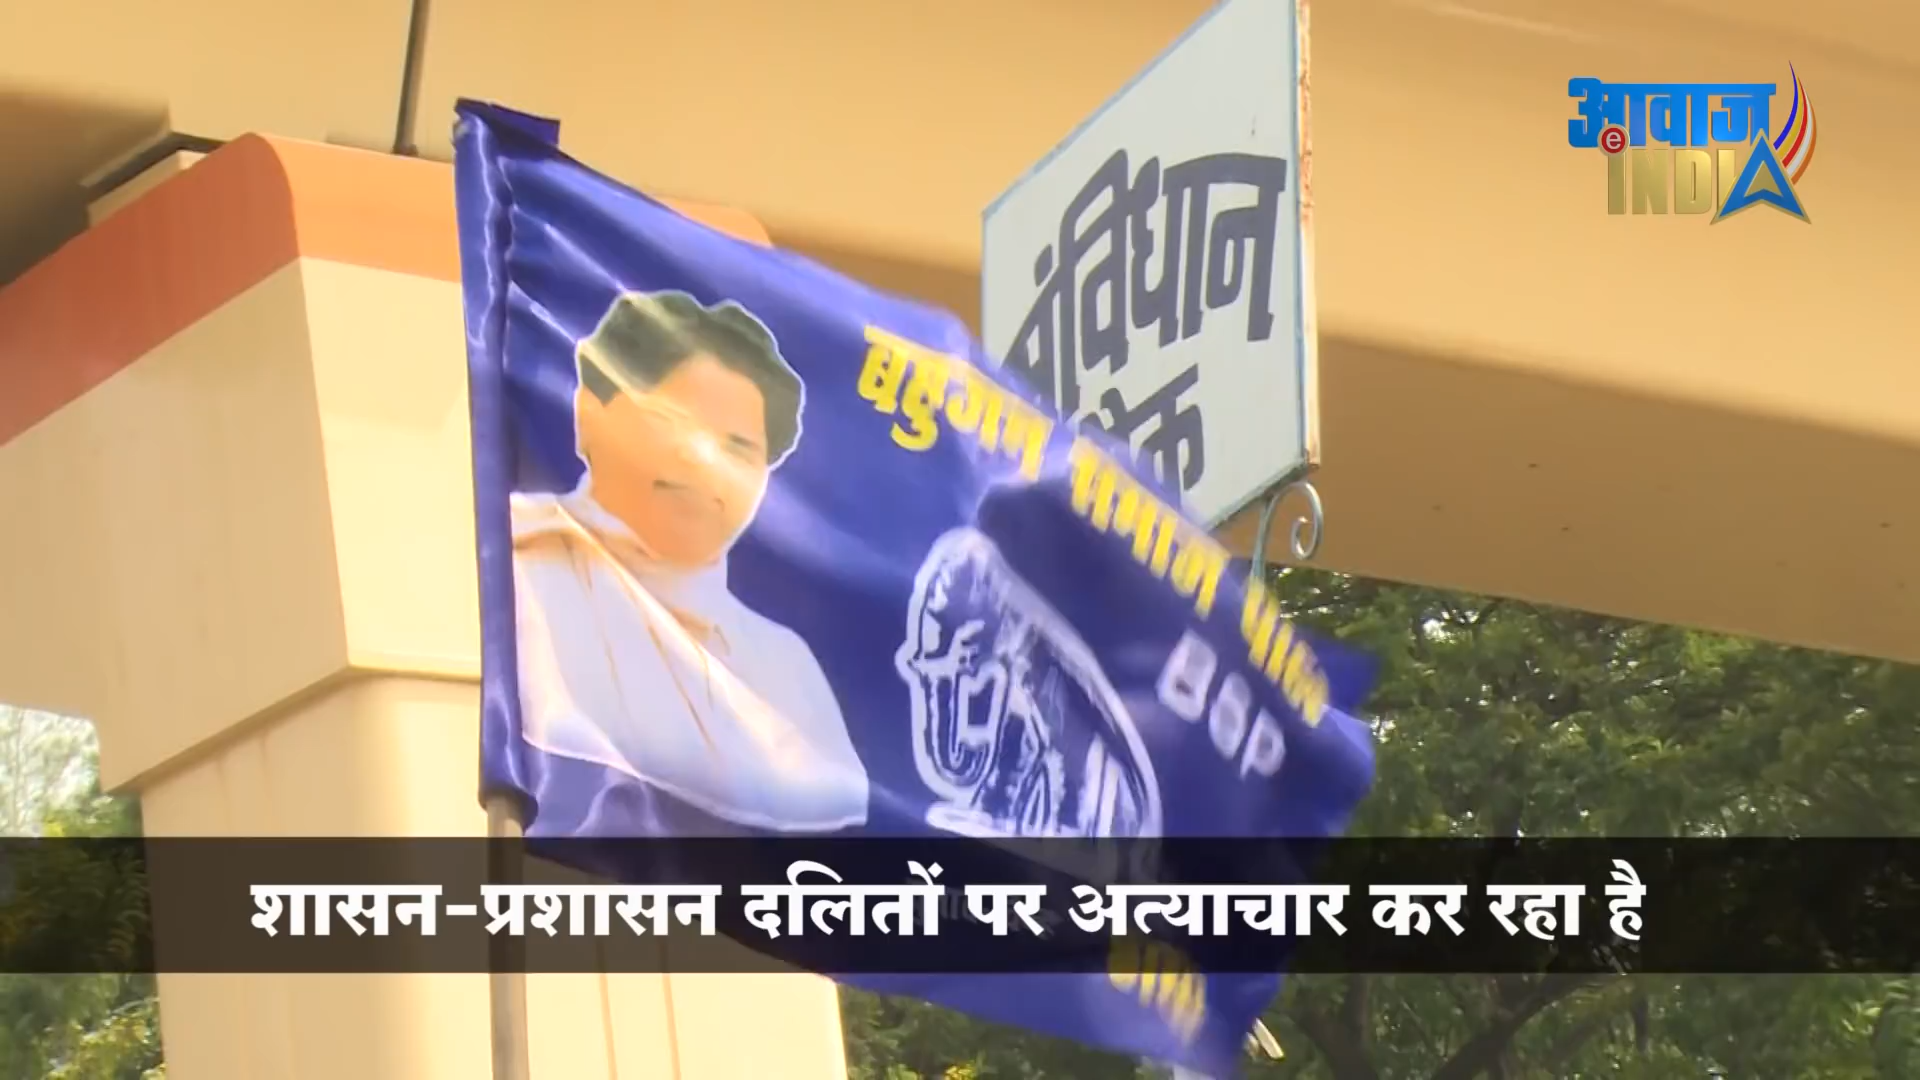 आवाज
e INDIA
संविधान
चौक
बहुजन समाज पार्टी
BSP
शासन-प्रशासन दलितों पर अत्याचार कर रहा है